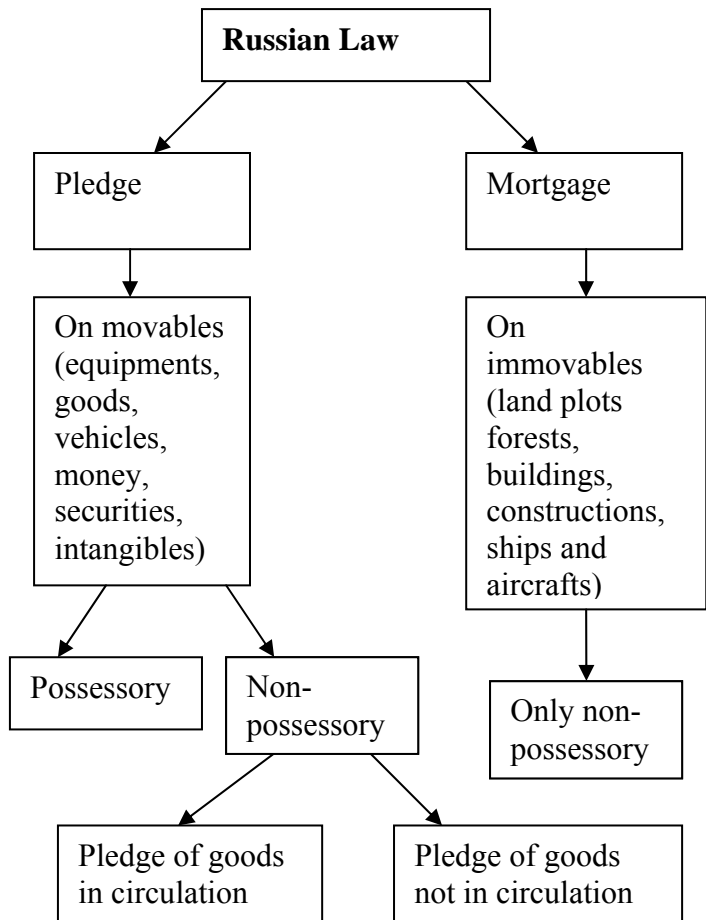 Russian Law
Pledge
Mortgage
On movables
(equipments,
goods,
vehicles,
money,
securities,
intangibles)
On
immovables
(land plots
forests,
buildings,
constructions,
ships and
aircrafts)
Possessory
Non-
possessory
Only non-
possessory
Pledge of goods
in circulation
Pledge of goods
not in circulation